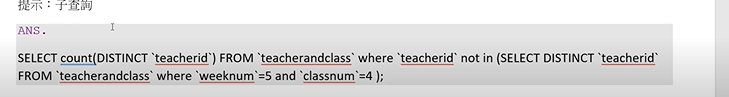 提示：子查詢
ANS.
SELECT count(DISTINCT `teacherid`) FROM `teacherandclass` where `teacherid` not in (SELECT DISTINCT `teacherid`
FROM `teacherandclass` where `weeknum`=5 and `classnum`=4 );